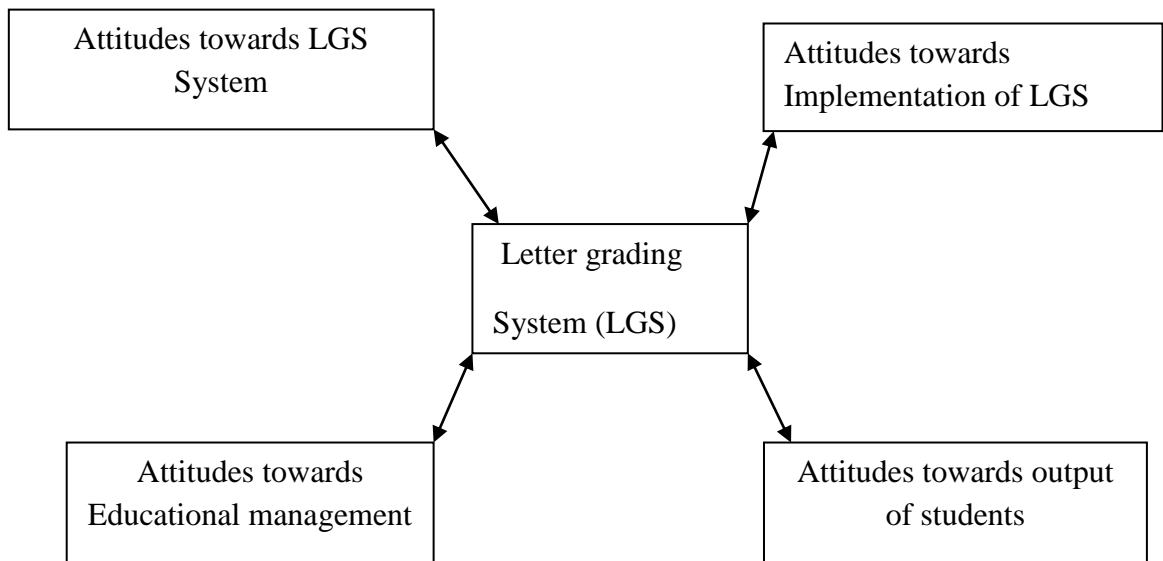 Attitudes towards LGS
System
Attitudes towards
Implementation of LGS
Letter grading
System (LGS)
Attitudes towards
Educational management
Attitudes towards output
of students